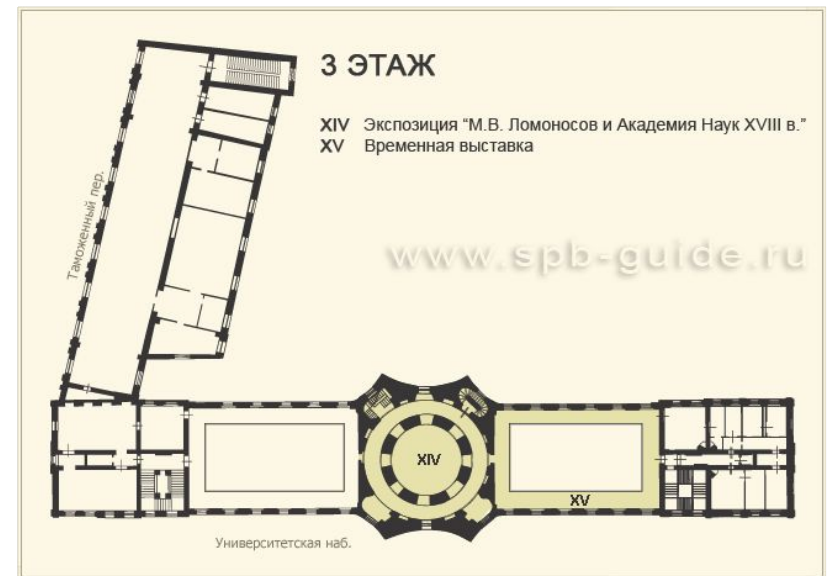 3 ЭТАЖ
XIV Экспозиция “М.В. Ломоносов и Академия Наук XVIII в.”
XV Временная выставка
Таможенный пер.
www.spb-guide.ru
XIV
XV
Университетская наб.